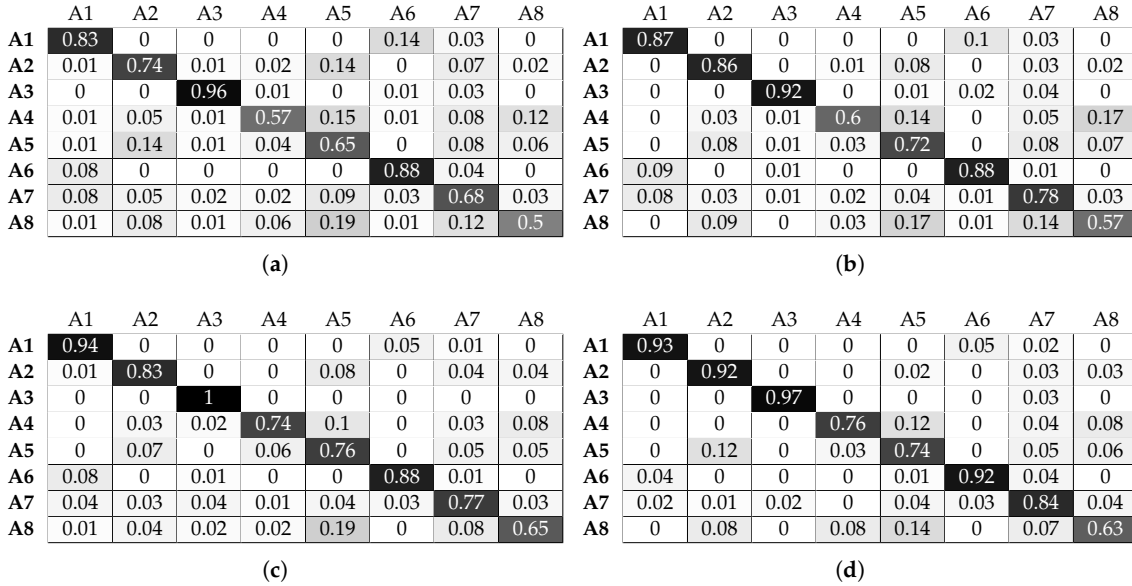 A1 A2 A3 A4 A5 A6 A7 A8
A1 0.83 0 0 0 0 0.14 0.03 0
A2 0.01 0.74 0.01 0.02 0.14 0 0.07 0.02
A3 0 0 0.96 0.01 0 0.01 0.03 0
A4 0.01 0.05 0.01 0.57 0.15 0.01 0.08 0.12
A5 0.01 0.14 0.01 0.04 0.65 0 0.08 0.06
A6 0.08 0 0 0 0 0.88 0.04 0
A7 0.08 0.05 0.02 0.02 0.09 0.03 0.68 0.03
A8 0.01 0.08 0.01 0.06 0.19 0.01 0.12 0.5
(a)
A1 A2 A3 A4 A5 A6 A7 A8
A1 0.87 0 0 0 0 0.1 0.03 0
A2 0 0.86 0 0.01 0.08 0 0.03 0.02
A3 0 0 0.92 0 0.01 0.02 0.04 0
A4 0 0.03 0.01 0.6 0.14 0 0.05 0.17
A5 0 0.08 0.01 0.03 0.72 0 0.08 0.07
A6 0.09 0 0.01 0 0 0.88 0.01 0
A7 0.08 0.03 0.01 0.02 0.04 0.01 0.78 0.03
A8 0 0.09 0 0.03 0.17 0.01 0.14 0.57
(b)
A1 A2 A3 A4 A5 A6 A7 A8
A1 0.94 0 0 0 0 0.05 0.01 0
A2 0.01 0.83 0 0 0.08 0 0.04 0.04
A3 0 0 1 0 0 0 0 0
A4 0 0.03 0.02 0.74 0.1 0 0.03 0.08
A5 0 0.07 0 0.06 0.76 0 0.05 0.05
A6 0.08 0 0.01 0 0 0.88 0.01 0
A7 0.04 0.03 0.04 0.01 0.04 0.03 0.77 0.03
A8 0.01 0.04 0.02 0.02 0.19 0 0.08 0.65
(c)
A1 A2 A3 A4 A5 A6 A7 A8
A1 0.93 0 0 0 0 0.05 0.02 0
A2 0 0.92 0 0 0.02 0 0.03 0.03
A3 0 0 0.97 0 0 0 0.03 0
A4 0 0 0 0.76 0.12 0 0.04 0.08
A5 0 0.12 0 0.03 0.74 0 0.05 0.06
A6 0.04 0 0 0 0.01 0.92 0.04 0
A7 0.02 0.01 0.02 0 0.04 0.03 0.84 0.04
A8 0 0.08 0 0.08 0.14 0 0.07 0.63
(d)